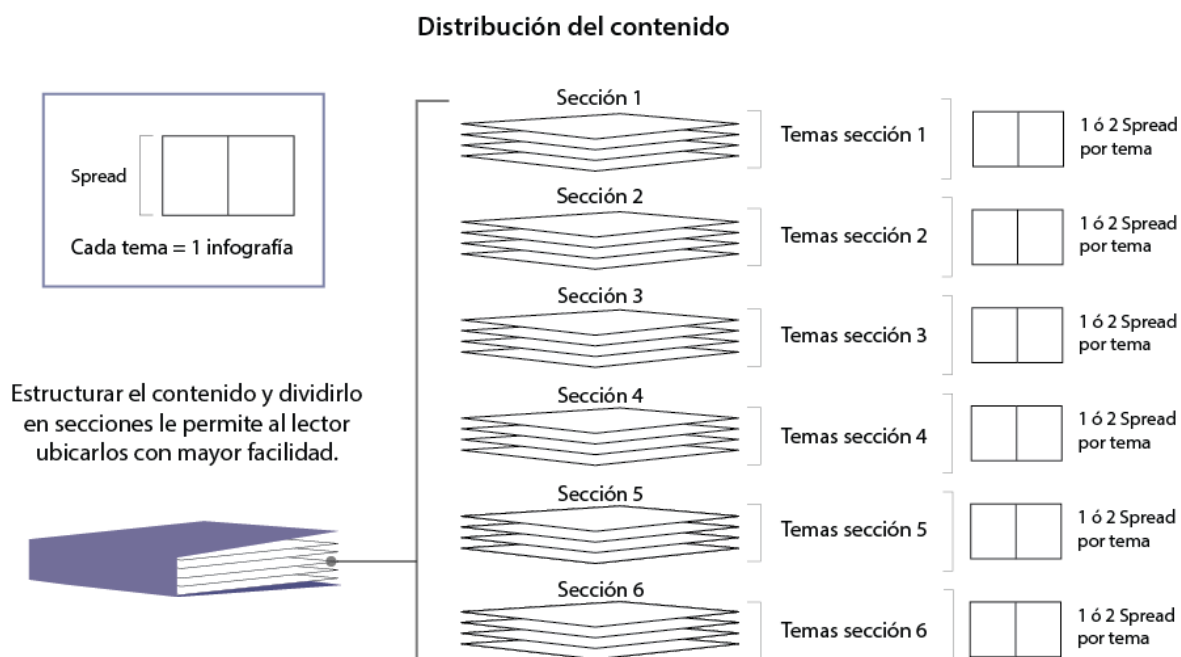 Distribución del contenido
Spread
Cada tema = 1 infografía
Estructurar el contenido y dividirlo
en secciones le permite al lector
ubicarlos con mayor facilidad.
Sección 1
Temas sección 1
1 ó 2 Spread
por tema
Sección 2
Temas sección 2
1 ó 2 Spread
por tema
Sección 3
Temas sección 3
1 ó 2 Spread
por tema
Sección 4
Temas sección 4
1 ó 2 Spread
por tema
Sección 5
Temas sección 5
1 ó 2 Spread
por tema
Sección 6
Temas sección 6
1 ó 2 Spread
por tema